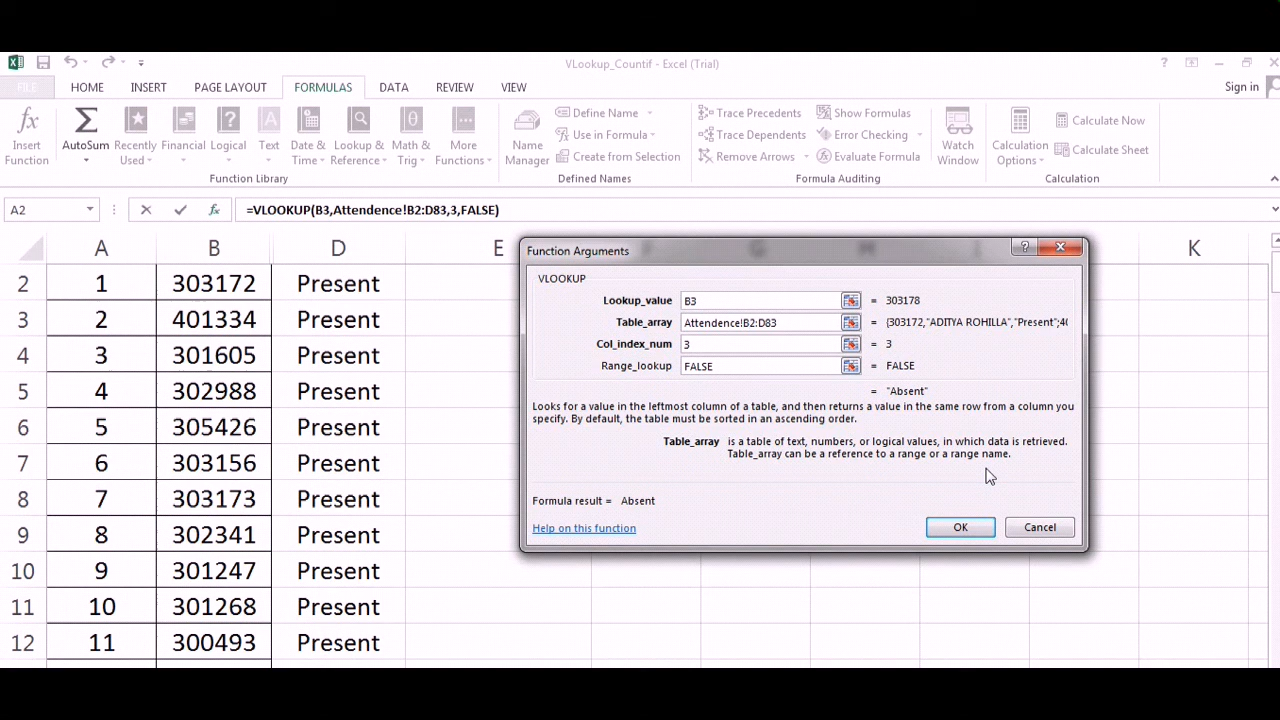 VLookup_Countif - Excel (Trial)
FILE HOME INSERT PAGE LAYOUT FORMULAS DATA REVIEW VIEW Sign in
Insert Function
AutoSum
Recently Used
Financial
Logical
Text
Date & Time
Lookup & Reference
Math & Trig
More Functions
Function Library
Name Manager
Define Name
Use in Formula
Create from Selection
Defined Names
Trace Precedents
Trace Dependents
Remove Arrows
Show Formulas
Error Checking
Evaluate Formula
Formula Auditing
Watch Window
Calculation Options
Calculate Now
Calculate Sheet
Calculation
A2 fx =VLOOKUP(B3,Attendence!B2:D83,3,FALSE)
A B D E F G H I K
2 1 303172 Present
3 2 401334 Present
4 3 301605 Present
5 4 302988 Present
6 5 305426 Present
7 6 303156 Present
8 7 303173 Present
9 8 302341 Present
10 9 301247 Present
11 10 301268 Present
12 11 300493 Present
Function Arguments
VLOOKUP
Lookup_value B3 = 303178
Table_array Attendence!B2:D83 = {303172,"ADITYA ROHILLA","Present";40
Col_index_num 3 = 3
Range_lookup FALSE = FALSE
= "Absent"
Looks for a value in the leftmost column of a table, and then returns a value in the same row from a column you
specify. By default, the table must be sorted in an ascending order.
Table_array is a table of text, numbers, or logical values, in which data is retrieved.
Table_array can be a reference to a range or a range name.
Formula result = Absent
Help on this function
OK Cancel